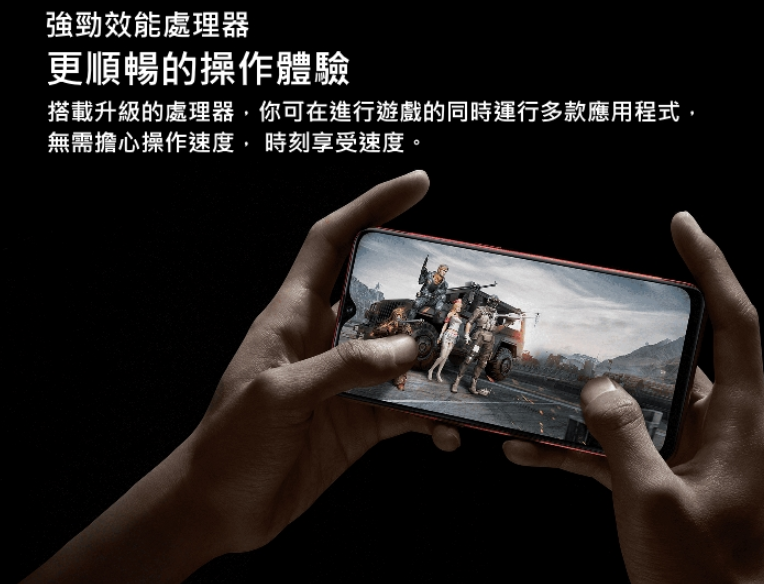 強勁效能處理器
更順暢的操作體驗
搭載升級的處理器，你可在進行遊戲的同時運行多款應用程式，
無需擔心操作速度， 時刻享受速度。